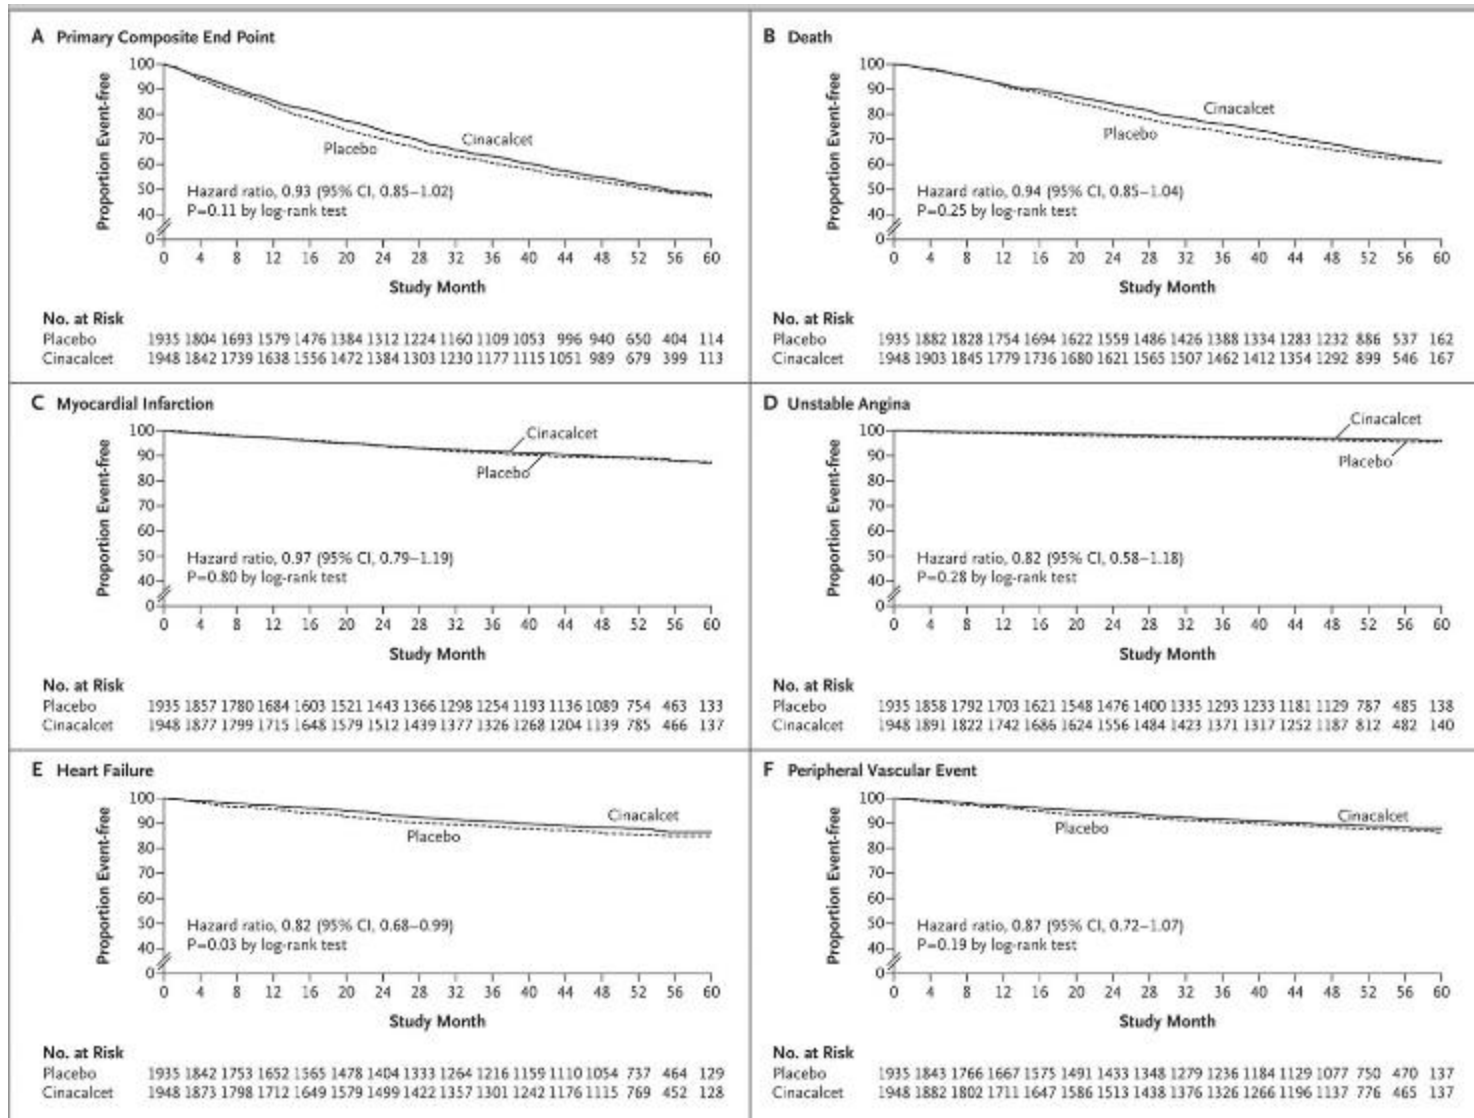 A Primary Composite End Point
100
90
80
70
60
50
40
0
Proportion Event-free
Cinacalcet
Placebo
Hazard ratio, 0.93 (95% CI, 0.85–1.02)
P=0.11 by log-rank test
0 4 8 12 16 20 24 28 32 36 40 44 48 52 56 60
Study Month
No. at Risk
Placebo 1935 1804 1693 1579 1476 1384 1312 1224 1160 1109 1053 996 940 650 404 114
Cinacalcet 1948 1842 1739 1638 1556 1472 1384 1303 1230 1177 1115 1051 989 679 399 113
B Death
100
90
80
70
60
50
40
0
Proportion Event-free
Cinacalcet
Placebo
Hazard ratio, 0.94 (95% CI, 0.85–1.04)
P=0.25 by log-rank test
0 4 8 12 16 20 24 28 32 36 40 44 48 52 56 60
Study Month
No. at Risk
Placebo 1935 1882 1828 1754 1694 1622 1559 1486 1426 1388 1334 1283 1232 886 537 162
Cinacalcet 1948 1903 1845 1779 1736 1680 1621 1565 1507 1462 1412 1354 1292 899 546 167
C Myocardial Infarction
100
90
80
70
60
50
40
0
Proportion Event-free
Cinacalcet
Placebo
Hazard ratio, 0.97 (95% CI, 0.79–1.19)
P=0.80 by log-rank test
0 4 8 12 16 20 24 28 32 36 40 44 48 52 56 60
Study Month
No. at Risk
Placebo 1935 1857 1780 1684 1603 1521 1443 1366 1298 1254 1193 1136 1089 754 463 133
Cinacalcet 1948 1877 1799 1715 1648 1579 1512 1439 1377 1326 1268 1204 1139 785 466 137
D Unstable Angina
100
90
80
70
60
50
40
0
Proportion Event-free
Cinacalcet
Placebo
Hazard ratio, 0.82 (95% CI, 0.58–1.18)
P=0.28 by log-rank test
0 4 8 12 16 20 24 28 32 36 40 44 48 52 56 60
Study Month
No. at Risk
Placebo 1935 1858 1792 1703 1621 1548 1476 1400 1335 1293 1233 1181 1129 787 485 138
Cinacalcet 1948 1891 1822 1742 1686 1624 1556 1484 1423 1371 1317 1252 1187 812 482 140
E Heart Failure
100
90
80
70
60
50
40
0
Proportion Event-free
Cinacalcet
Placebo
Hazard ratio, 0.82 (95% CI, 0.68–0.99)
P=0.03 by log-rank test
0 4 8 12 16 20 24 28 32 36 40 44 48 52 56 60
Study Month
No. at Risk
Placebo 1935 1842 1753 1652 1565 1478 1404 1333 1264 1216 1159 1110 1054 737 464 129
Cinacalcet 1948 1873 1798 1712 1649 1579 1499 1422 1357 1301 1242 1176 1115 769 452 128
F Peripheral Vascular Event
100
90
80
70
60
50
40
0
Proportion Event-free
Cinacalcet
Placebo
Hazard ratio, 0.87 (95% CI, 0.72–1.07)
P=0.19 by log-rank test
0 4 8 12 16 20 24 28 32 36 40 44 48 52 56 60
Study Month
No. at Risk
Placebo 1935 1843 1766 1667 1575 1491 1433 1348 1279 1236 1184 1129 1077 750 470 137
Cinacalcet 1948 1882 1802 1711 1647 1586 1513 1438 1376 1326 1266 1196 1137 776 465 137